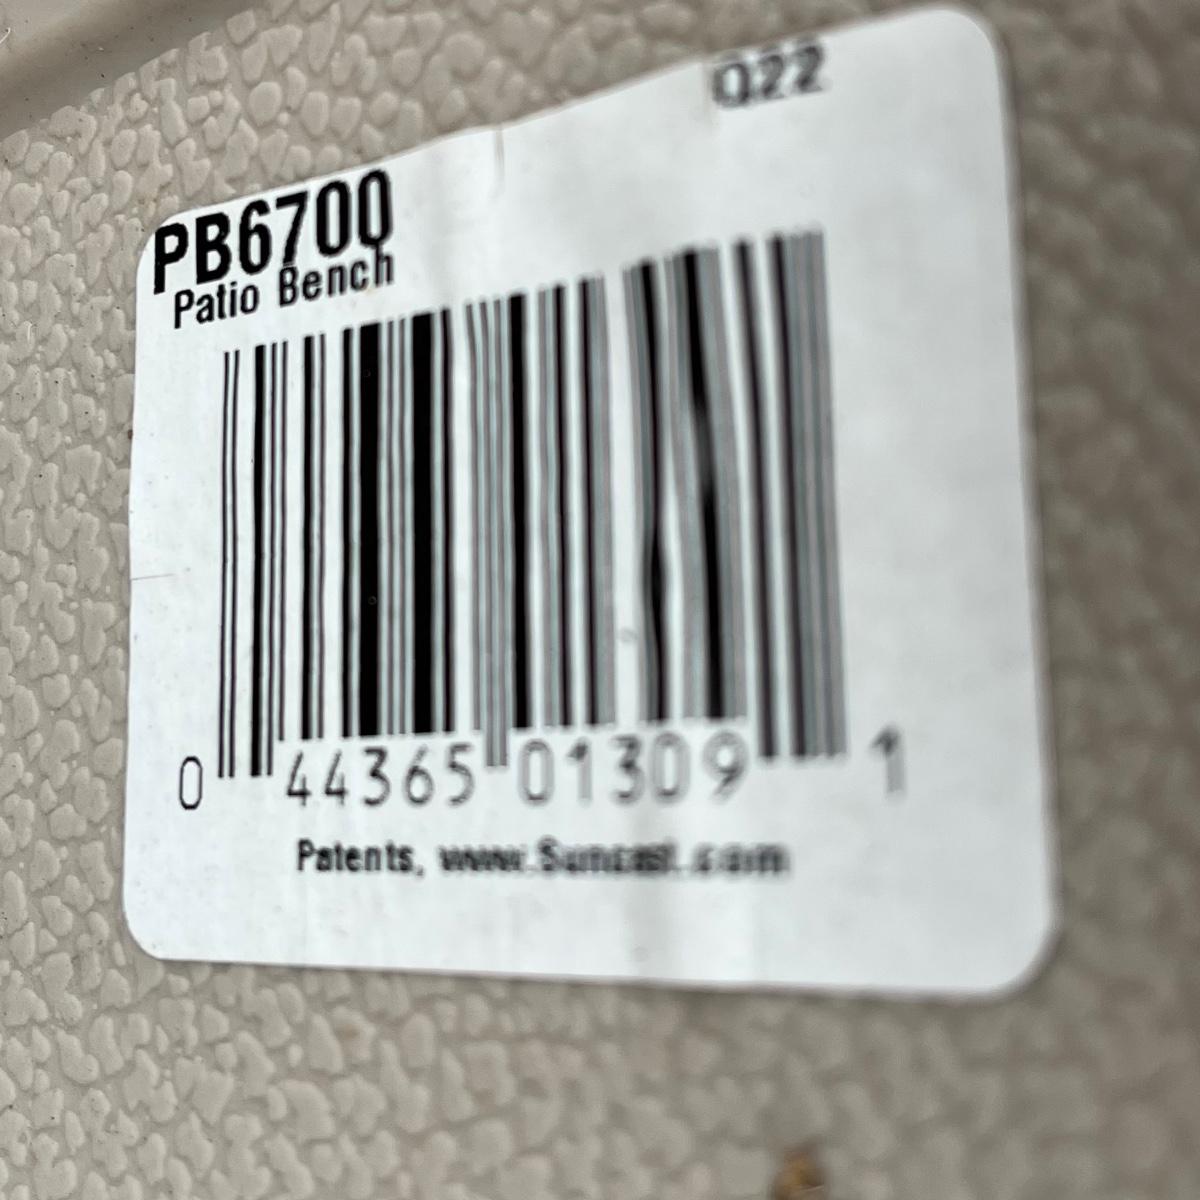 Q22
PB6700
Patio Bench
0 44365 01309 1
Patents, www.Suncast.com